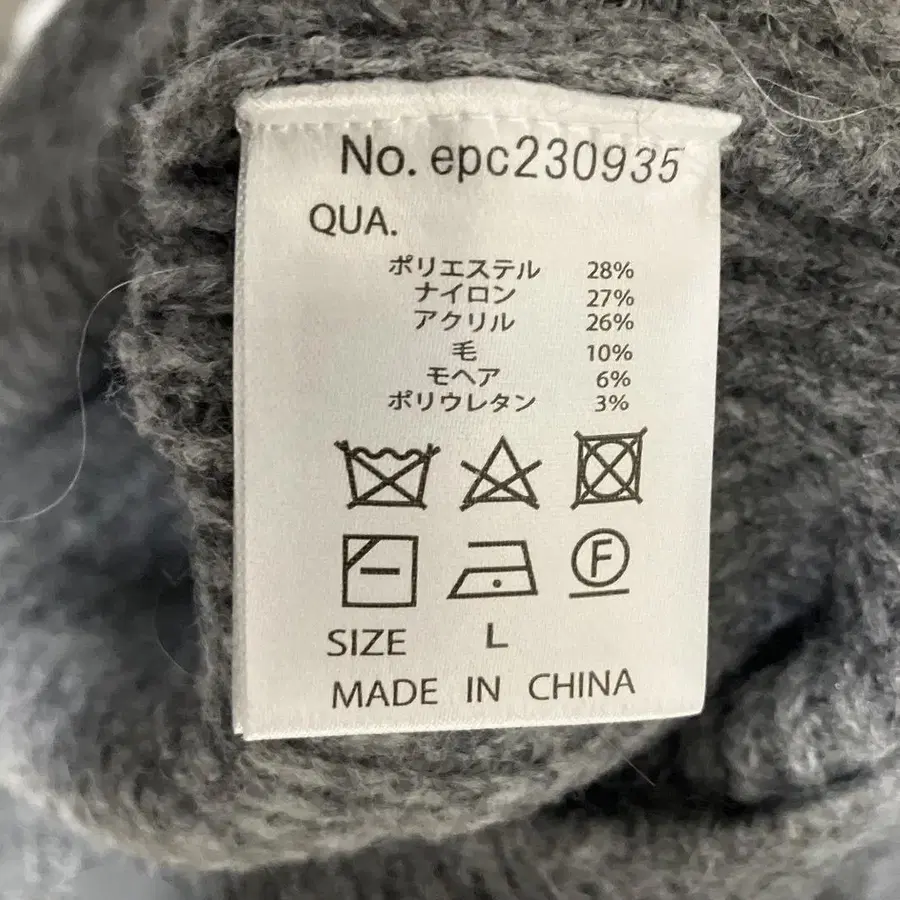 No. epc230935
QUA.
ポリエステル 28%
ナイロン 27%
アクリル 26%
毛 10%
モヘア 6%
ポリウレタン 3%
F
SIZE L
MADE IN CHINA